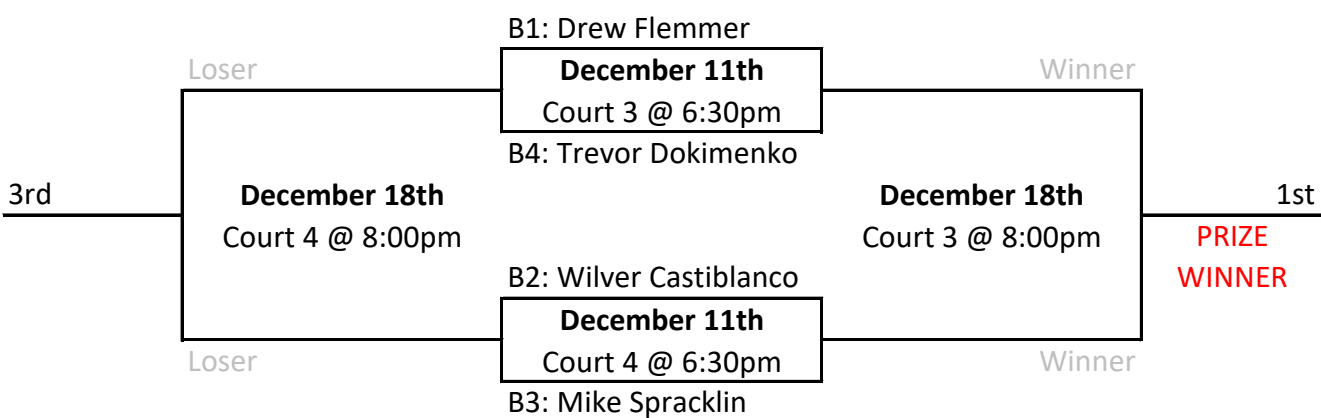 B1: Drew Flemmer
Loser
December 11th
Winner
Court 3 @ 6:30pm
B4: Trevor Dokimenko
3rd
December 18th
December 18th
1st
Court 4 @ 8:00pm
Court 3 @ 8:00pm
PRIZE
WINNER
B2: Wilver Castiblanco
December 11th
Loser
Court 4 @ 6:30pm
Winner
B3: Mike Spracklin